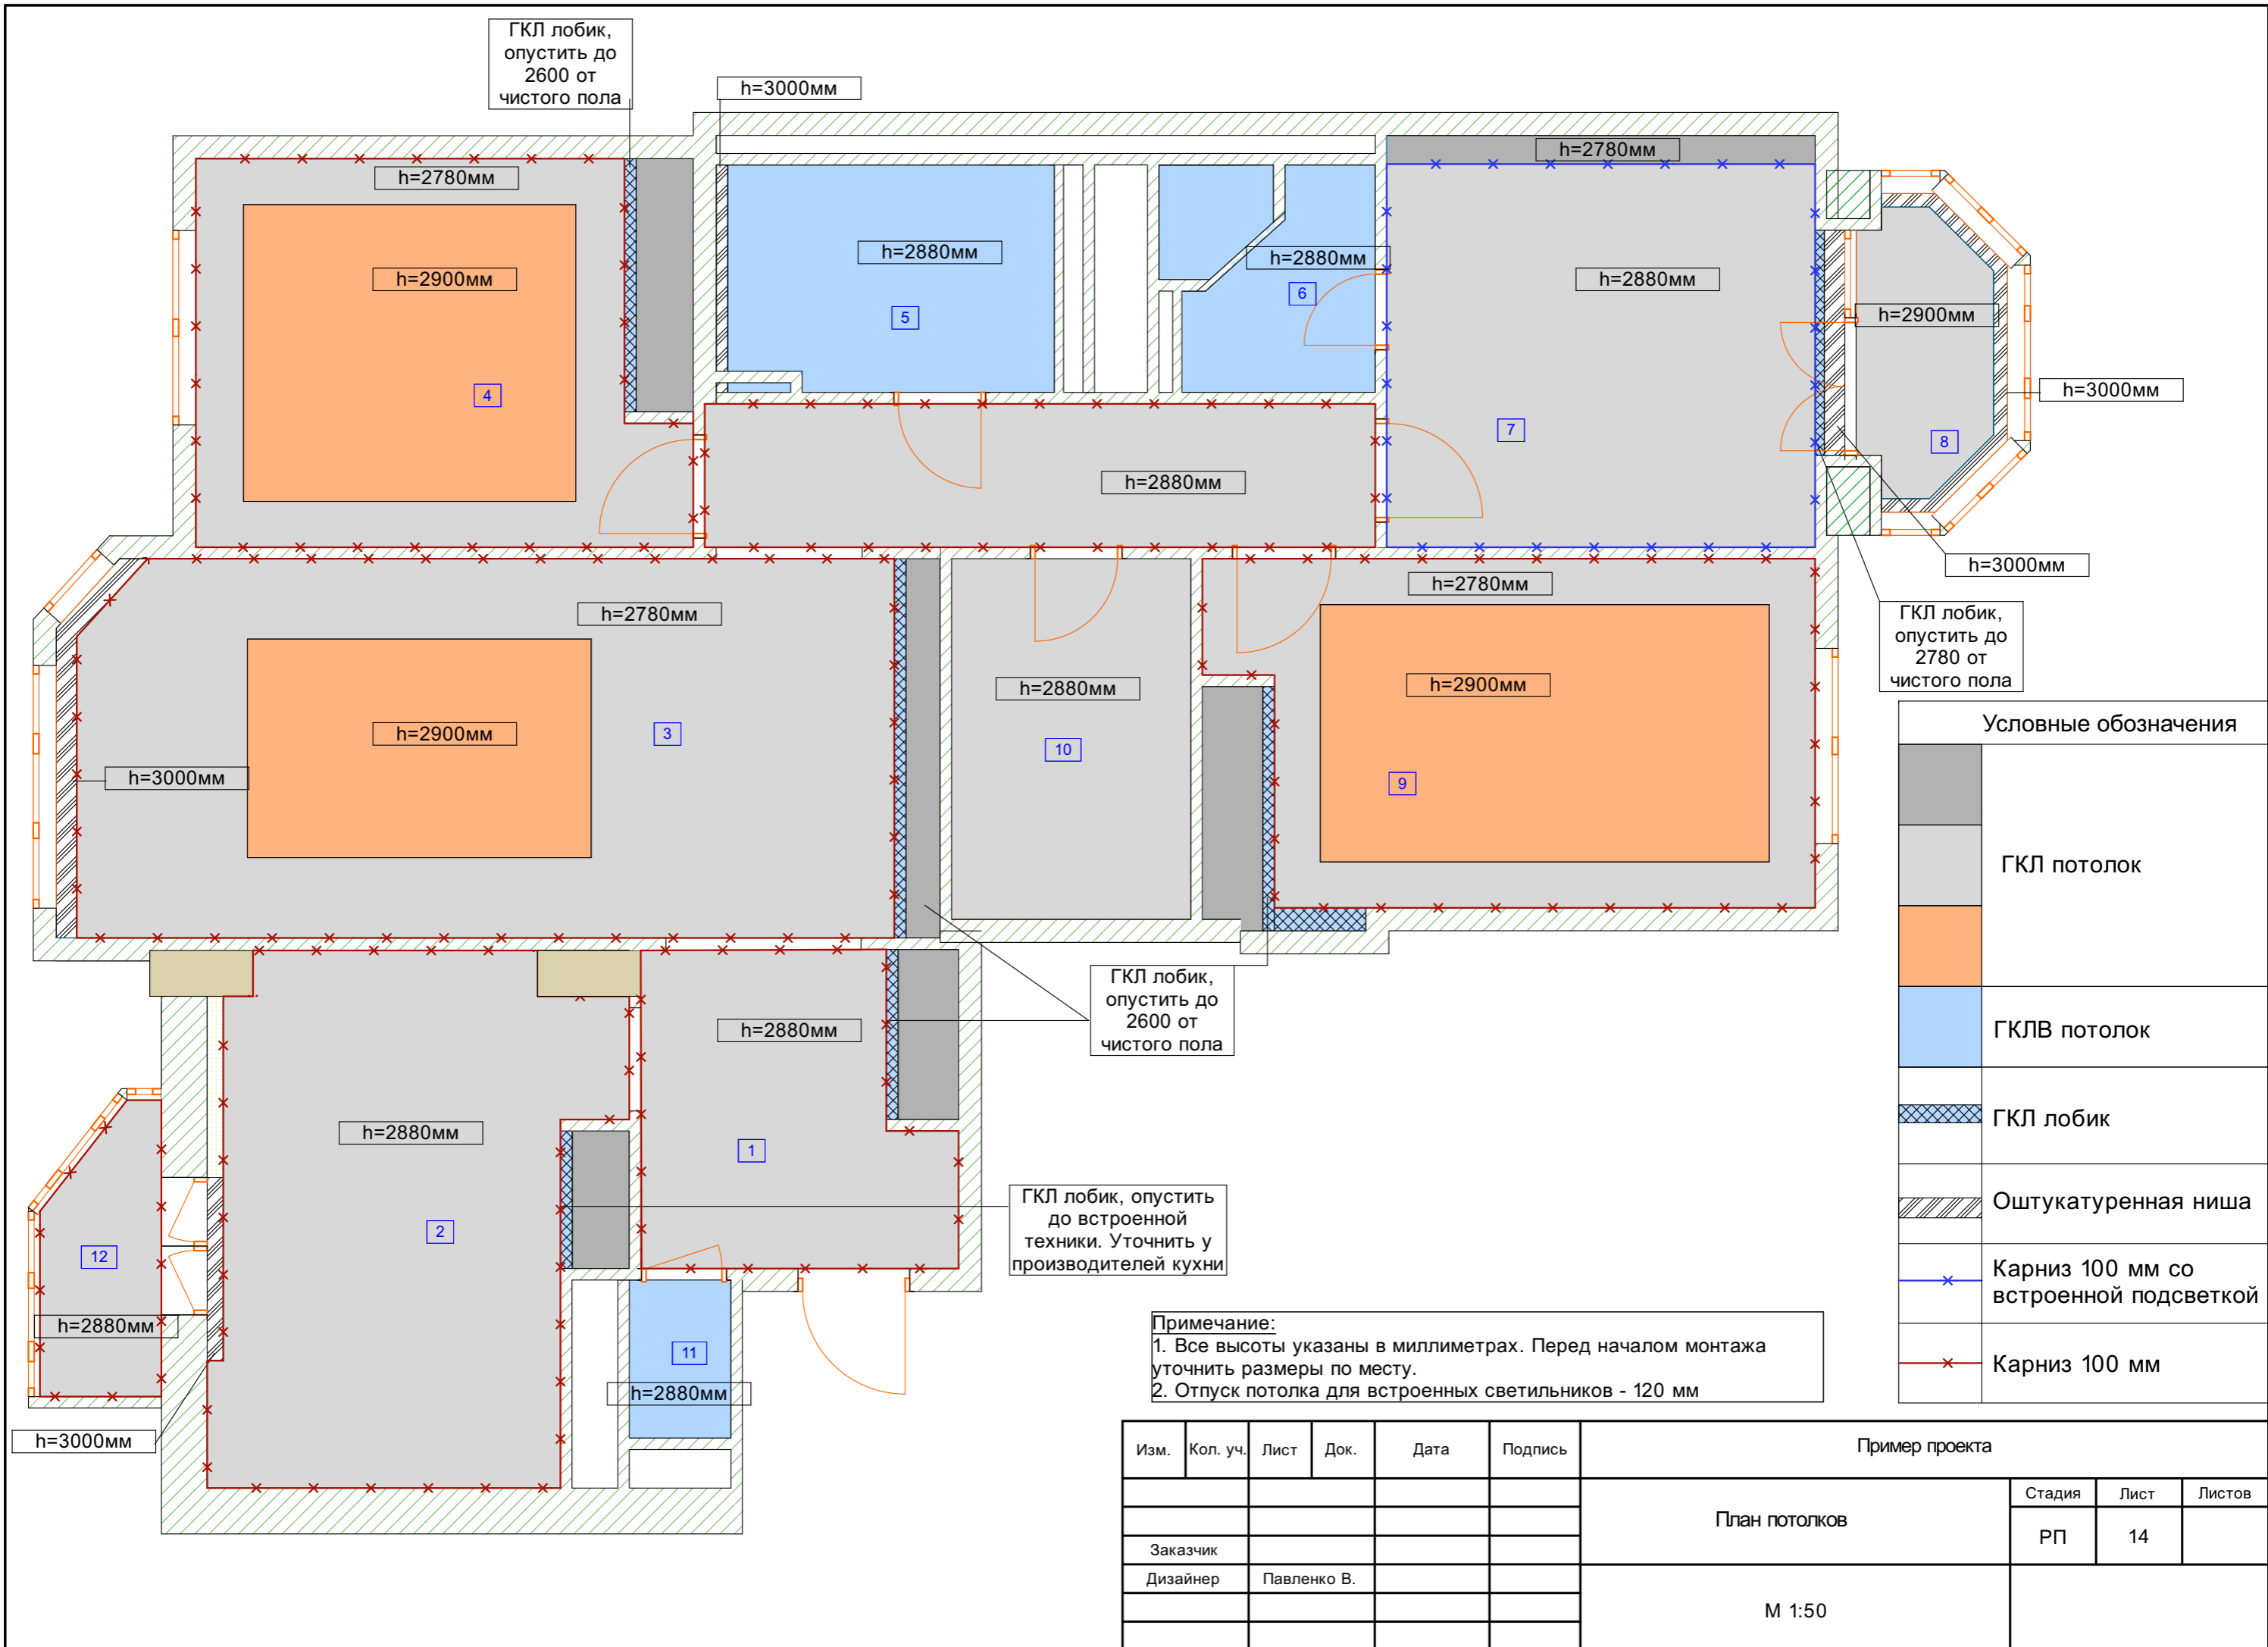 ГКЛ лобик,
опустить до
2600 от
чистого пола
h=3000мм
h=2780мм
h=2780мм
h=2880мм
h=2880мм
h=2900мм
h=2880мм
6
5
h=2900мм
4
h=3000мм
7
8
h=2880мм
h=3000мм
h=2780мм
h=2780мм
ГКЛ лобик,
опустить до
2780 от
чистого пола
h=2880мм
h=2900мм
h=2900мм
3
10
h=3000мм
9
ГКЛ лобик,
опустить до
2600 от
чистого пола
h=2880мм
h=2880мм
1
ГКЛ лобик, опустить
до встроенной
техники. Уточнить у
производителей кухни
2
12
h=2880мм
11
h=2880мм
h=3000мм
Условные обозначения
ГКЛ потолок
ГКЛВ потолок
ГКЛ лобик
Оштукатуренная ниша
Карниз 100 мм со
встроенной подсветкой
Карниз 100 мм
Примечание:
1. Все высоты указаны в миллиметрах. Перед началом монтажа
уточнить размеры по месту.
2. Отпуск потолка для встроенных светильников - 120 мм
Изм. Кол. уч. Лист Док. Дата Подпись
Пример проекта
План потолков
Стадия Лист Листов
РП 14
Заказчик
Дизайнер Павленко В.
М 1:50